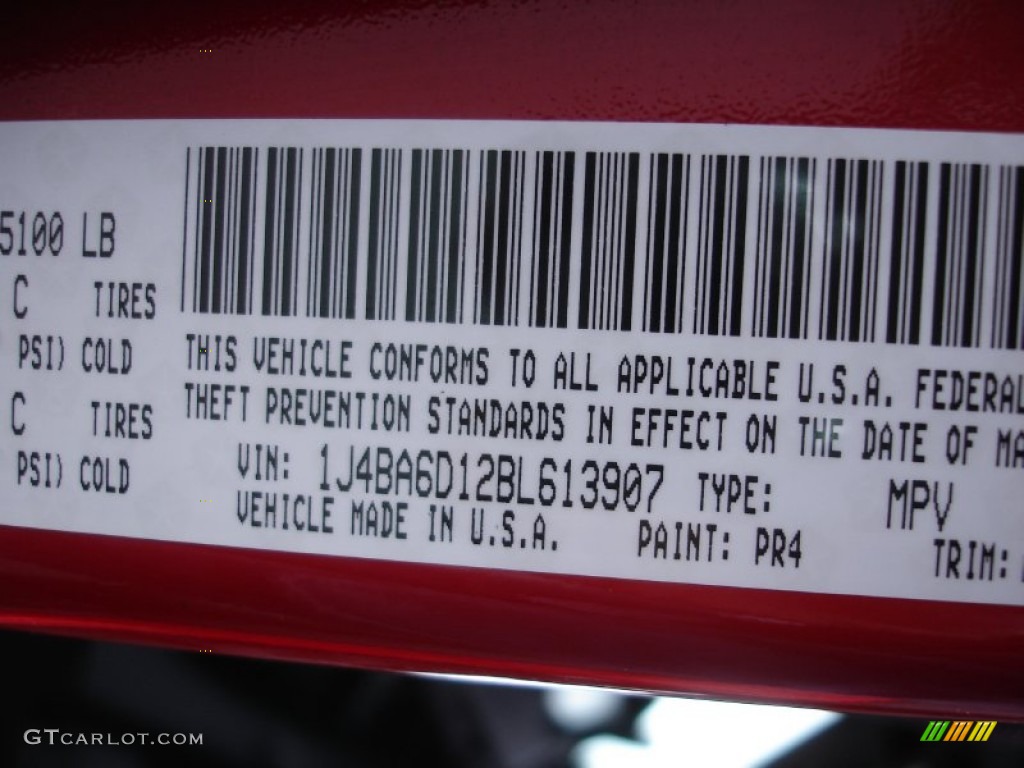 5100 LB
C TIRES
PSI) COLD
C TIRES
PSI) COLD
THIS VEHICLE CONFORMS TO ALL APPLICABLE U.S.A. FEDERAL
THEFT PREVENTION STANDARDS IN EFFECT ON THE DATE OF MA
VIN: 1J4BA6D12BL613907 TYPE: MPV
VEHICLE MADE IN U.S.A. PAINT: PR4 TRIM:
GTCARLOT.COM